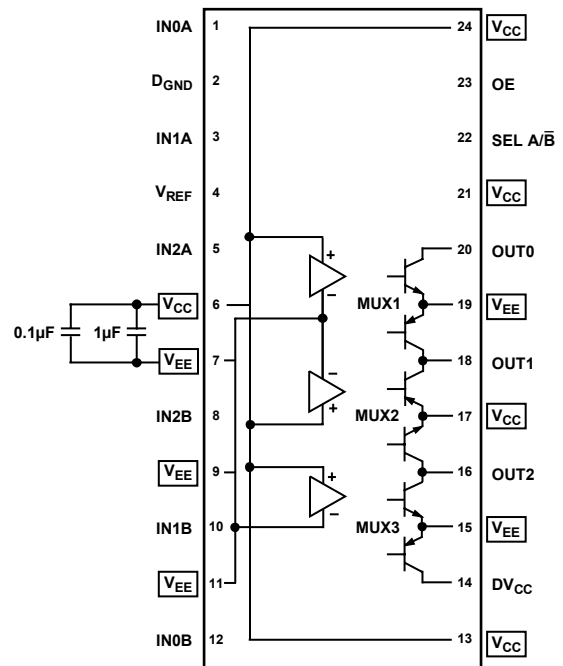 IN0A 1 24 VCC
DGND 2 23 OE
IN1A 3 22 SEL A/B̅
VREF 4 21 VCC
IN2A 5 20 OUT0
+
−
MUX1
0.1µF 1µF VCC 6 19 VEE
VEE 7 18 OUT1
−
+
IN2B 8 MUX2 17 VCC
VEE 9 16 OUT2
+
−
IN1B 10 MUX3 15 VEE
VEE 11 14 DVCC
IN0B 12 13 VCC